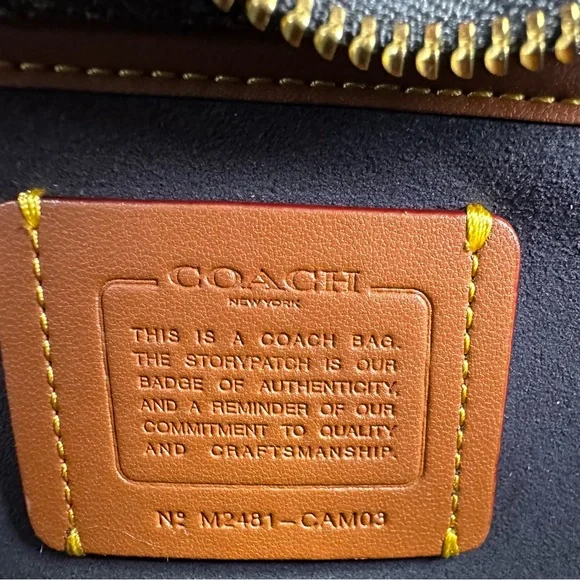 COACH
NEW YORK
THIS IS A COACH BAG.
THE STORYPATCH IS OUR
BADGE OF AUTHENTICITY,
AND A REMINDER OF OUR
COMMITMENT TO QUALITY
AND CRAFTSMANSHIP.
Nº M2481-CAM03